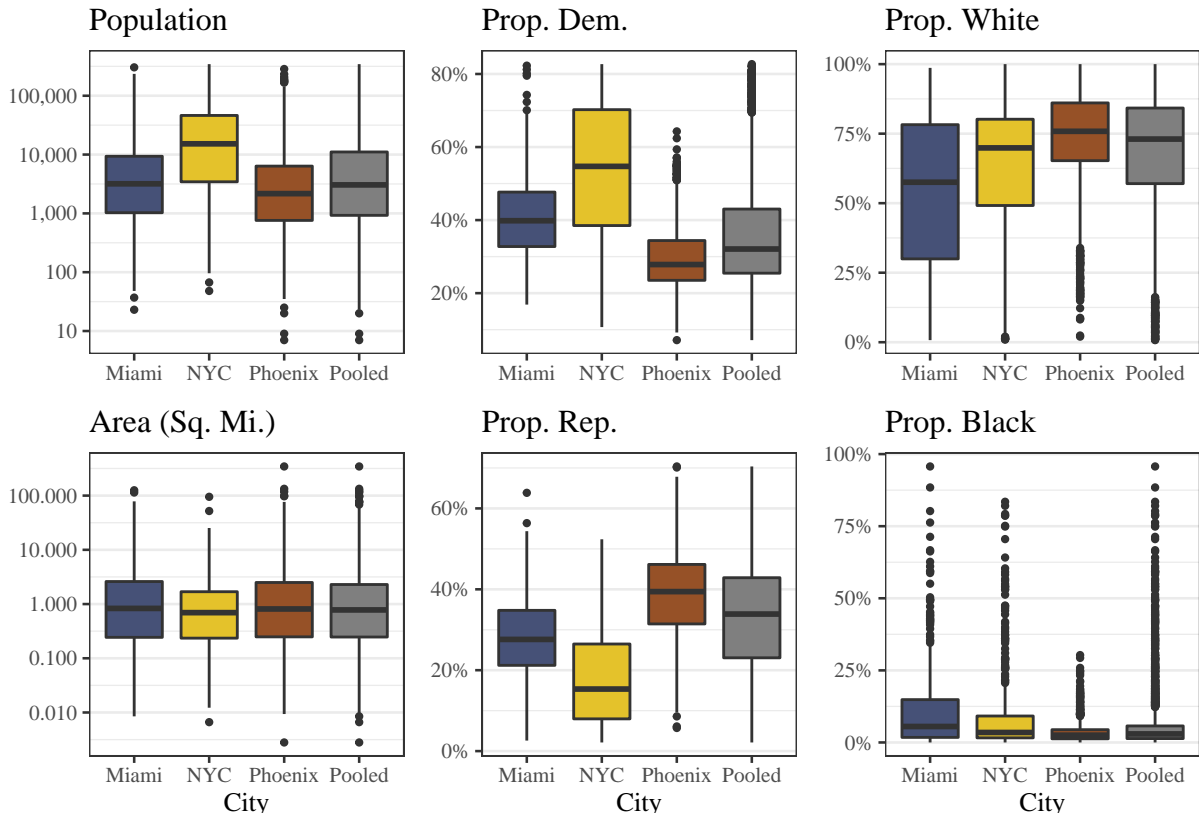 Population
100,000
10,000
1,000
100
10
Miami NYC Phoenix Pooled
Prop. Dem.
80%
60%
40%
20%
Miami NYC Phoenix Pooled
Prop. White
100%
75%
50%
25%
0%
Miami NYC Phoenix Pooled
Area (Sq. Mi.)
100.000
10.000
1.000
0.100
0.010
Miami NYC Phoenix Pooled
City
Prop. Rep.
60%
40%
20%
0%
Miami NYC Phoenix Pooled
City
Prop. Black
100%
75%
50%
25%
0%
Miami NYC Phoenix Pooled
City